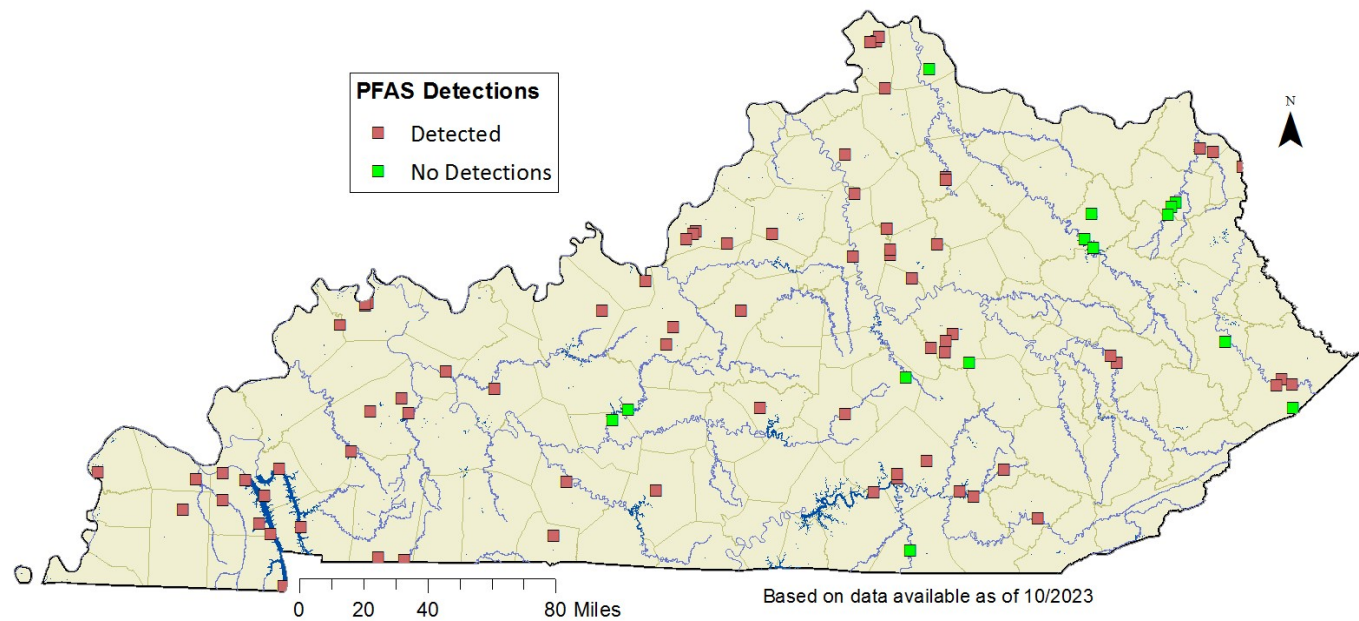 PFAS Detections
Detected
No Detections
N
0 20 40 80 Miles
Based on data available as of 10/2023